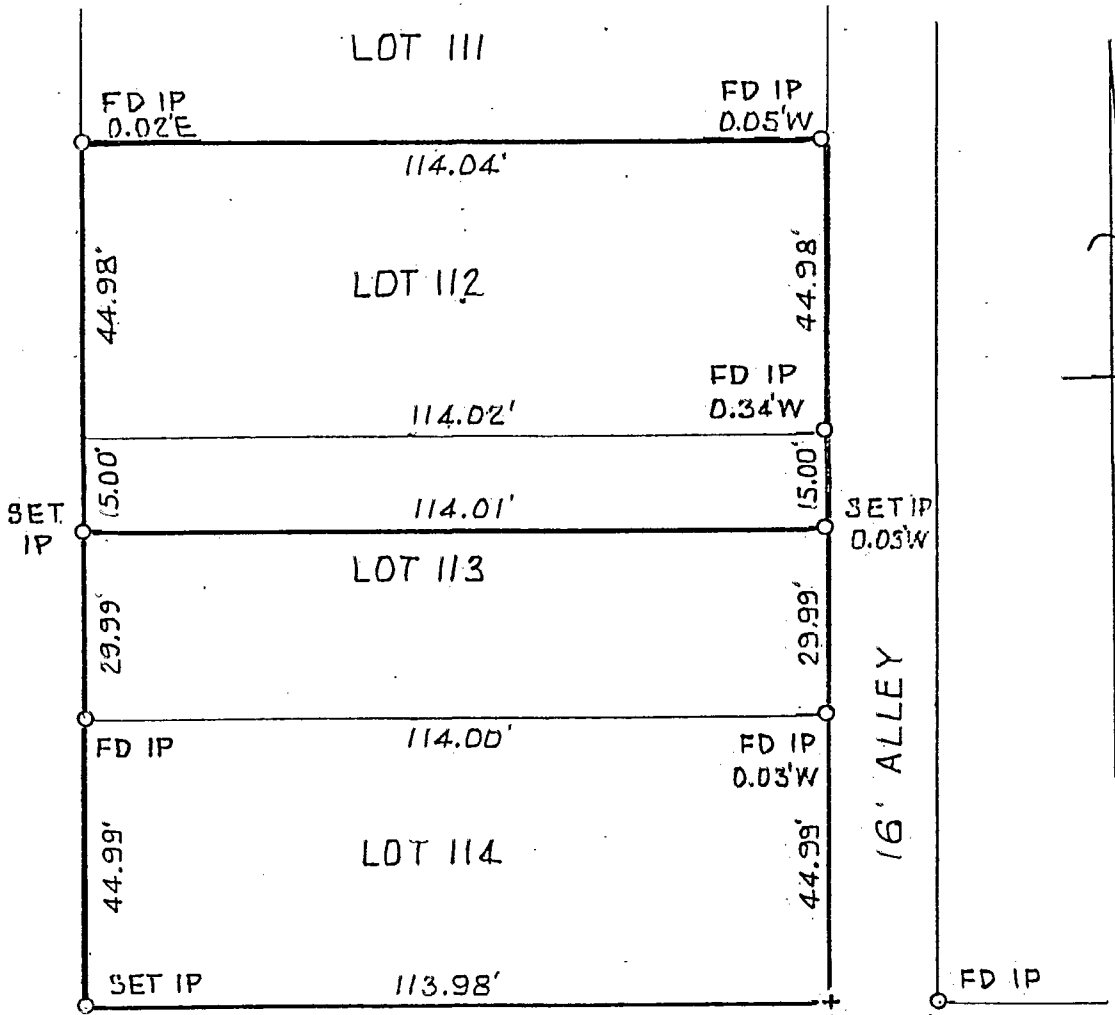 LOT 111
FD IP
0.02'E
FD IP
0.05'W
114.04'
44.98'
LOT 112
44.98'
FD IP
0.34'W
114.02'
15.00'
15.00'
SET
IP
114.01'
SET IP
0.03'W
LOT 113
29.99'
29.99'
FD IP
114.00'
FD IP
0.03'W
16' ALLEY
44.99'
LOT 114
44.99'
SET IP
113.98'
FD IP